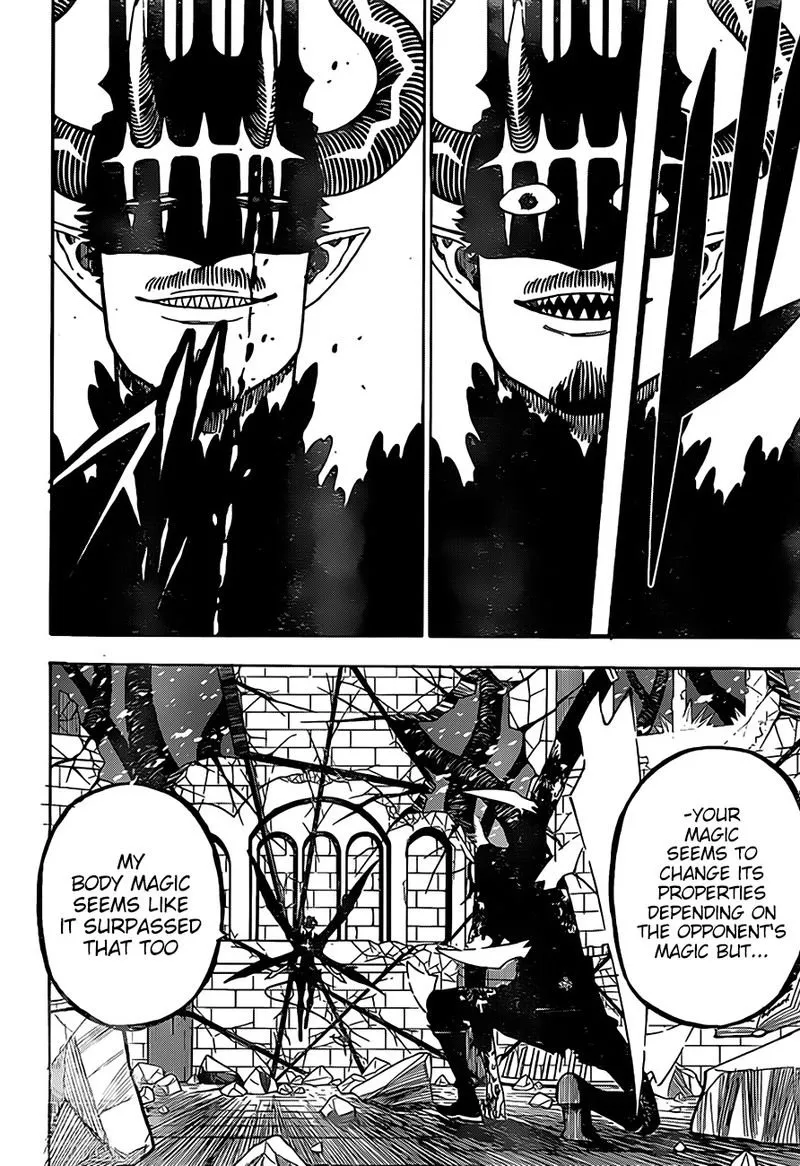 -YOUR
MAGIC
SEEMS TO
CHANGE ITS
PROPERTIES
DEPENDING ON
THE OPPONENT'S
MAGIC BUT...
MY
BODY MAGIC
SEEMS LIKE
IT SURPASSED
THAT TOO